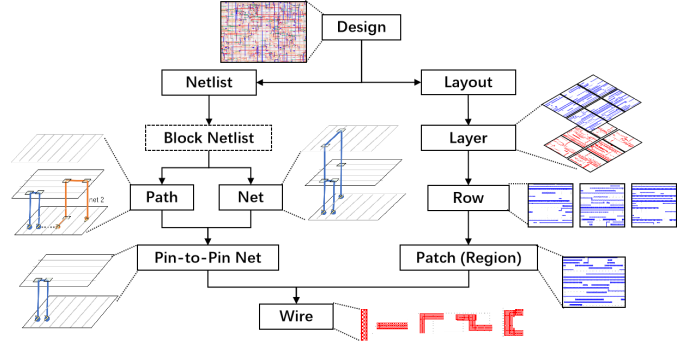 Design
Netlist
Layout
Block Netlist
Layer
Path
Net
Row
net 2
Pin-to-Pin Net
Patch (Region)
Wire